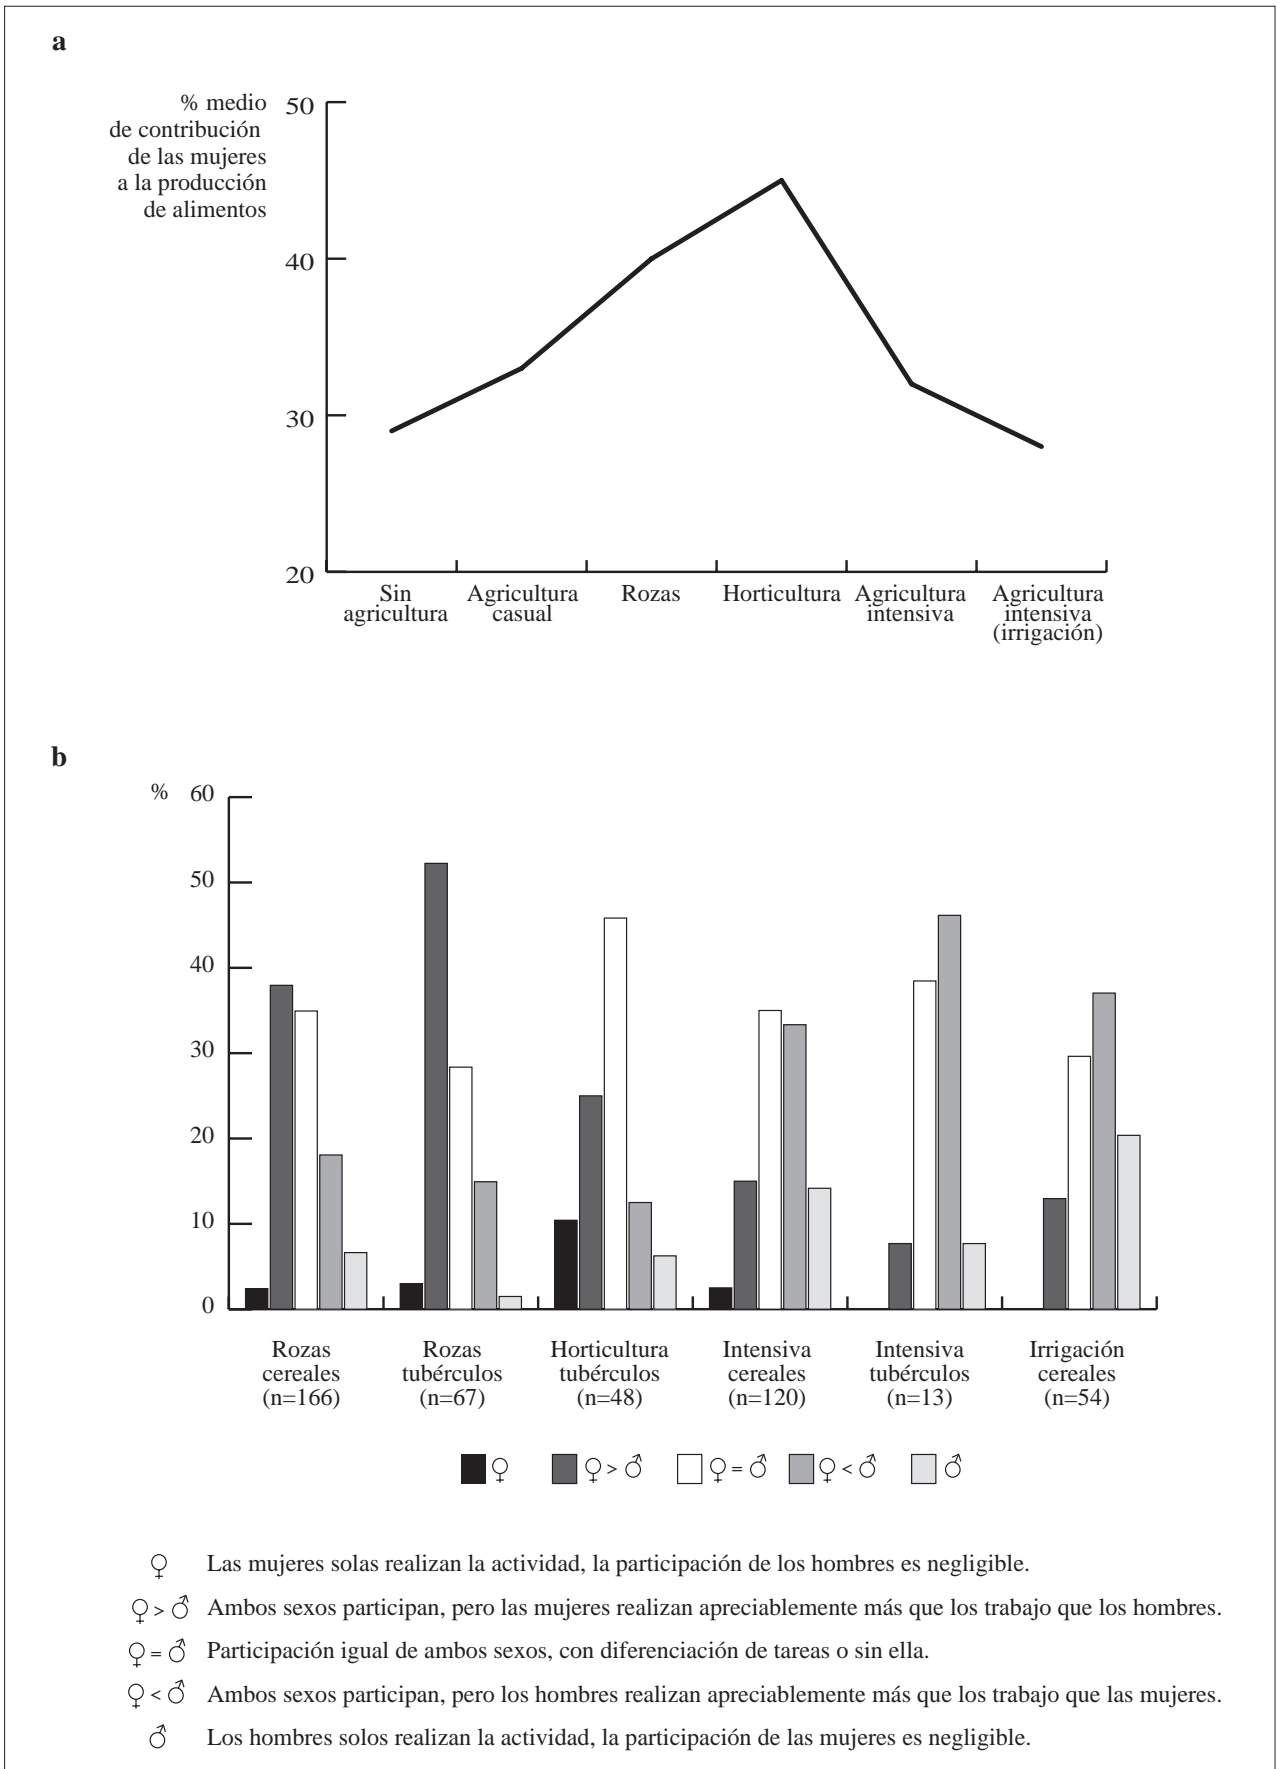 a
% medio
de contribución
de las mujeres
a la producción
de alimentos
50
40
30
20
Sin
agricultura
Agricultura
casual
Rozas
Horticultura
Agricultura
intensiva
Agricultura
intensiva
(irrigación)
b
%
60
50
40
30
20
10
0
Rozas
cereales
(n=166)
Rozas
tubérculos
(n=67)
Horticultura
tubérculos
(n=48)
Intensiva
cereales
(n=120)
Intensiva
tubérculos
(n=13)
Irrigación
cereales
(n=54)
♀ ♀ > ♂ ♀ = ♂ ♀ < ♂ ♂
♀ Las mujeres solas realizan la actividad, la participación de los hombres es negligible.
♀ > ♂ Ambos sexos participan, pero las mujeres realizan apreciablemente más que los trabajo que los hombres.
♀ = ♂ Participación igual de ambos sexos, con diferenciación de tareas o sin ella.
♀ < ♂ Ambos sexos participan, pero los hombres realizan apreciablemente más que los trabajo que las mujeres.
♂ Los hombres solos realizan la actividad, la participación de las mujeres es negligible.